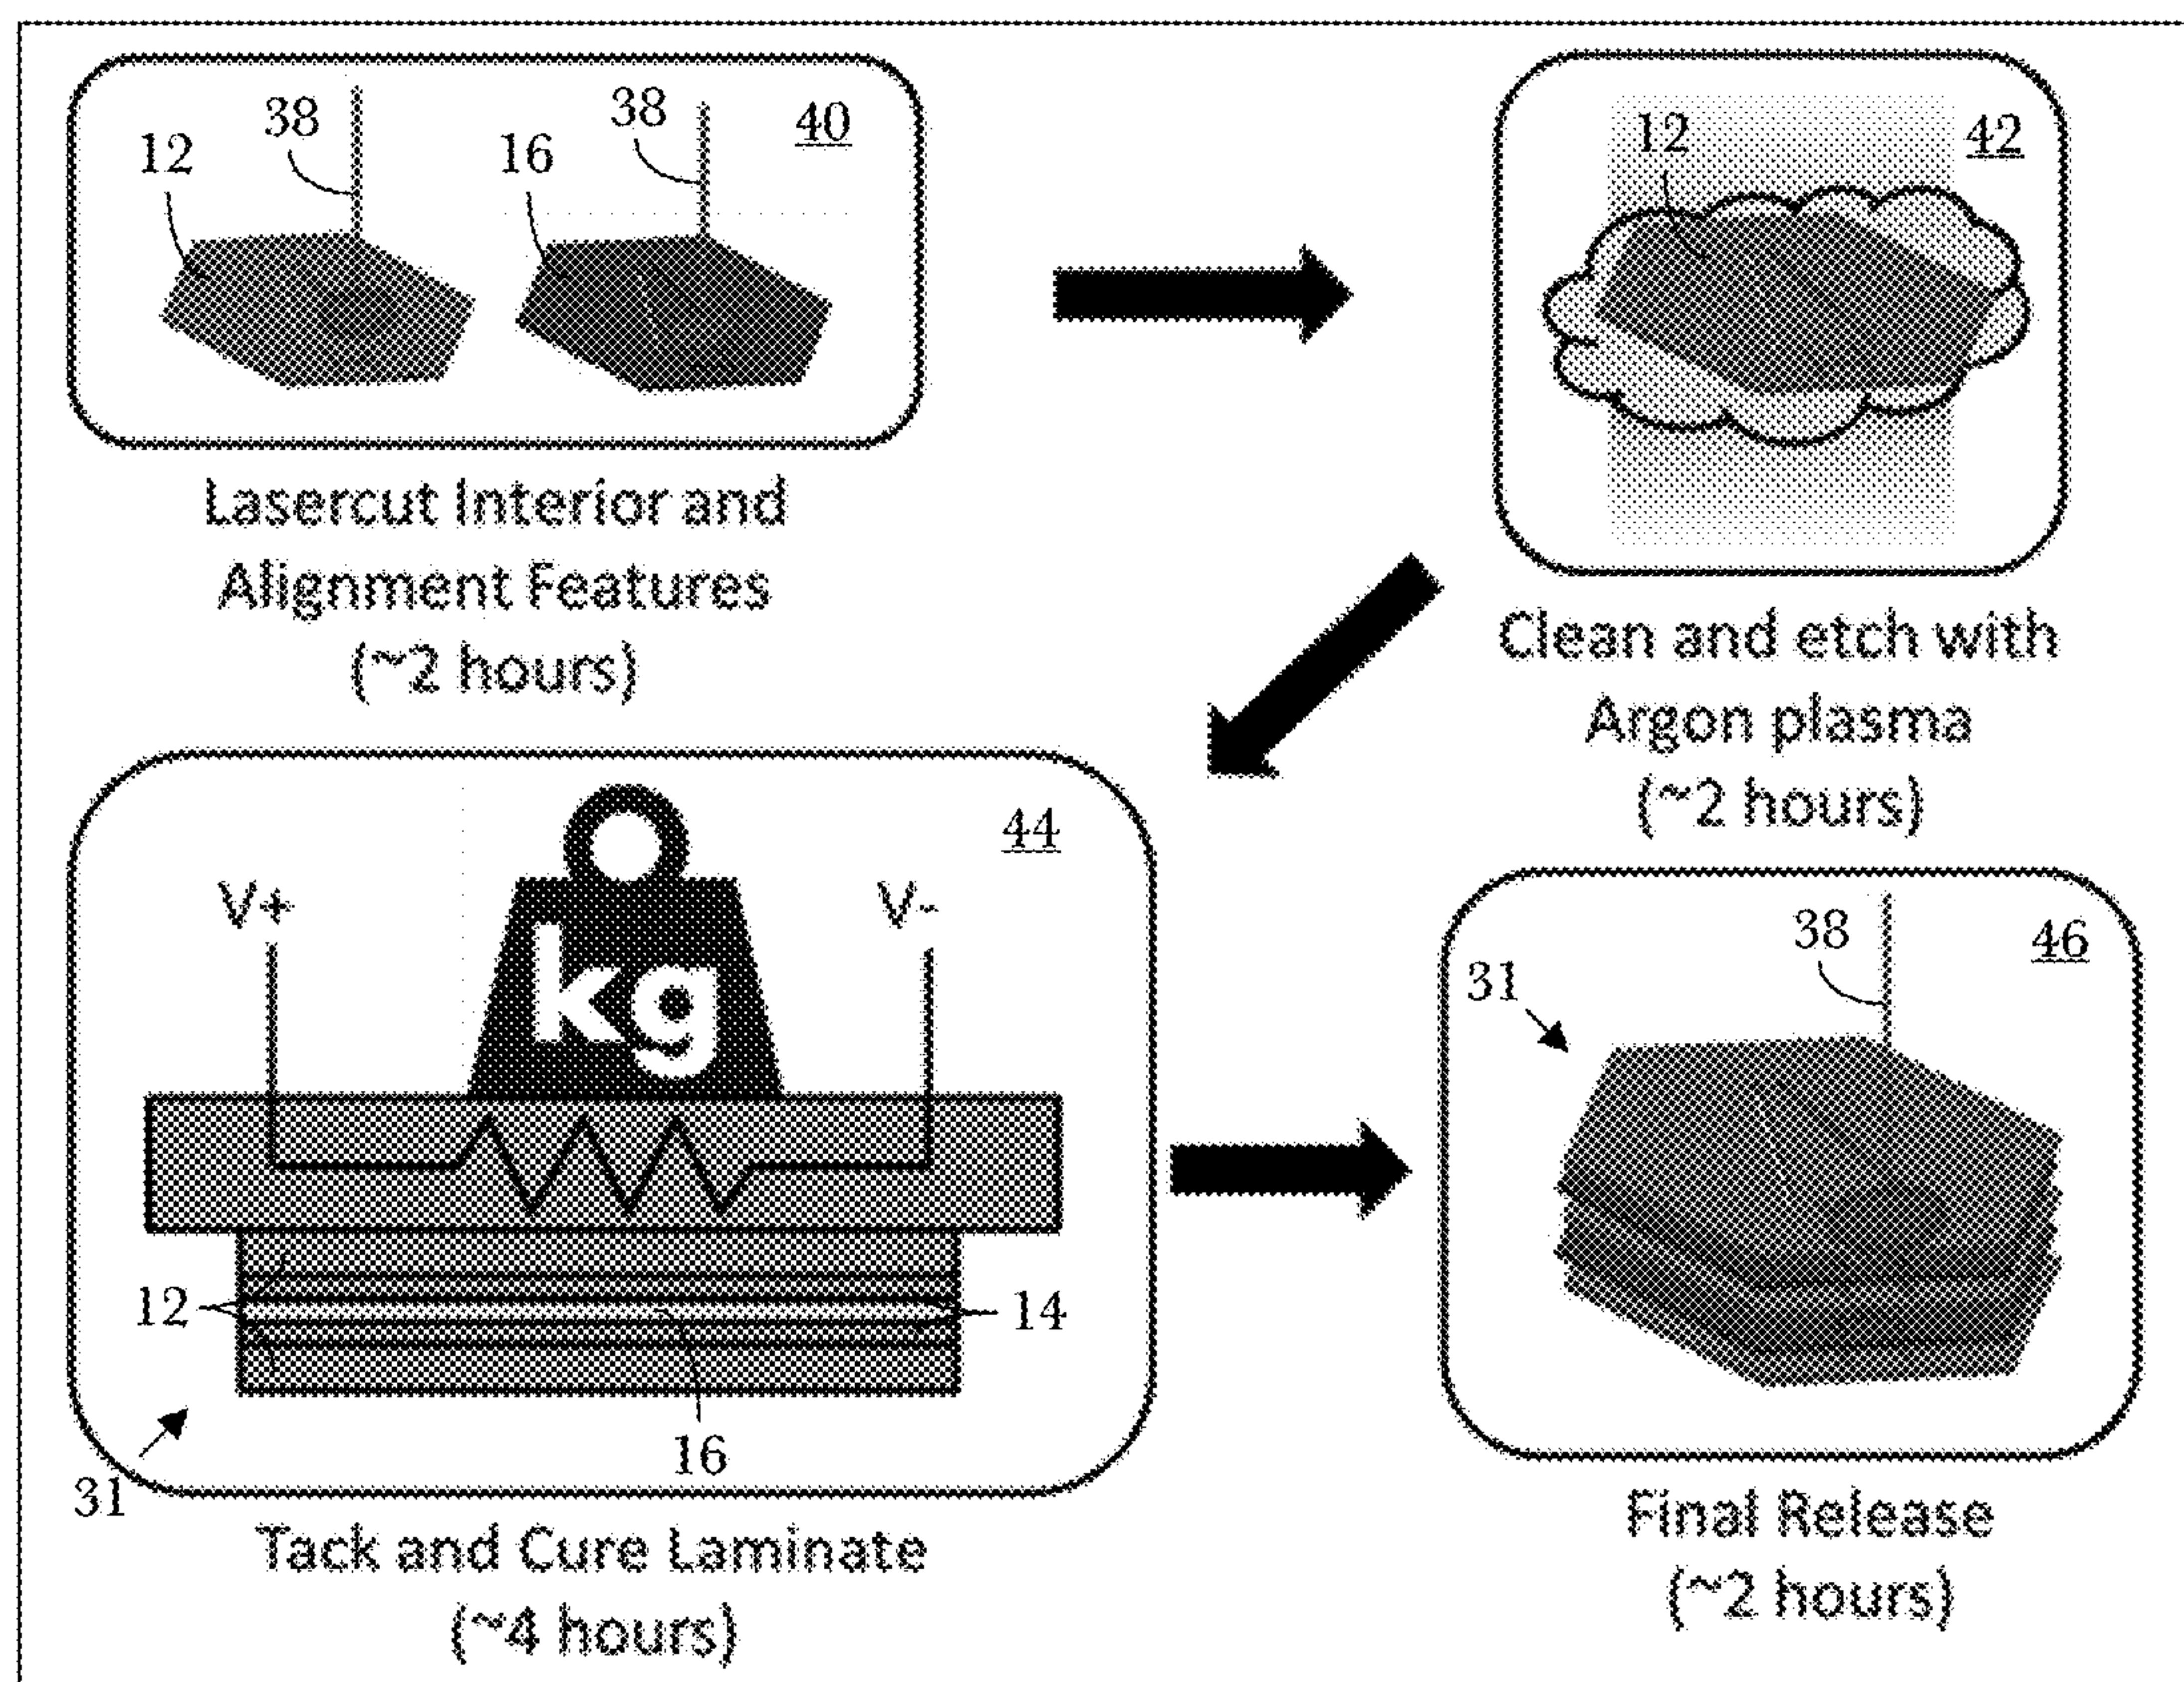 12
38
16
38
40
Lasercut Interior and
Alignment Features
(~2 hours)
12
42
Clean and etch with
Argon plasma
(~2 hours)
44
V+
V-
kg
12
14
16
31
Tack and Cure Laminate
(~4 hours)
31
38
46
Final Release
(~2 hours)